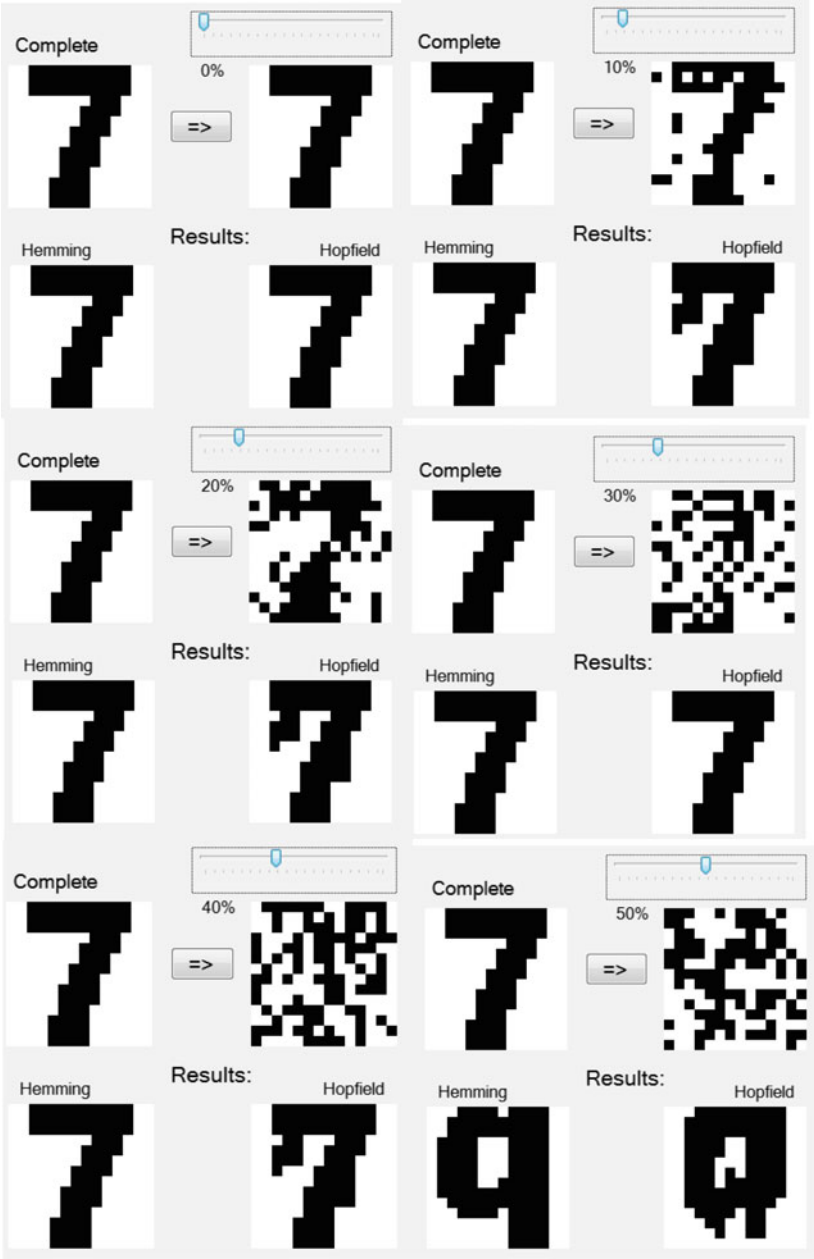 Complete
0%
=>
Results:
Hemming
Hopfield
Complete
10%
=>
Results:
Hemming
Hopfield
Complete
20%
=>
Results:
Hemming
Hopfield
Complete
30%
=>
Results:
Hemming
Hopfield
Complete
40%
=>
Results:
Hemming
Hopfield
Complete
50%
=>
Results:
Hemming
Hopfield